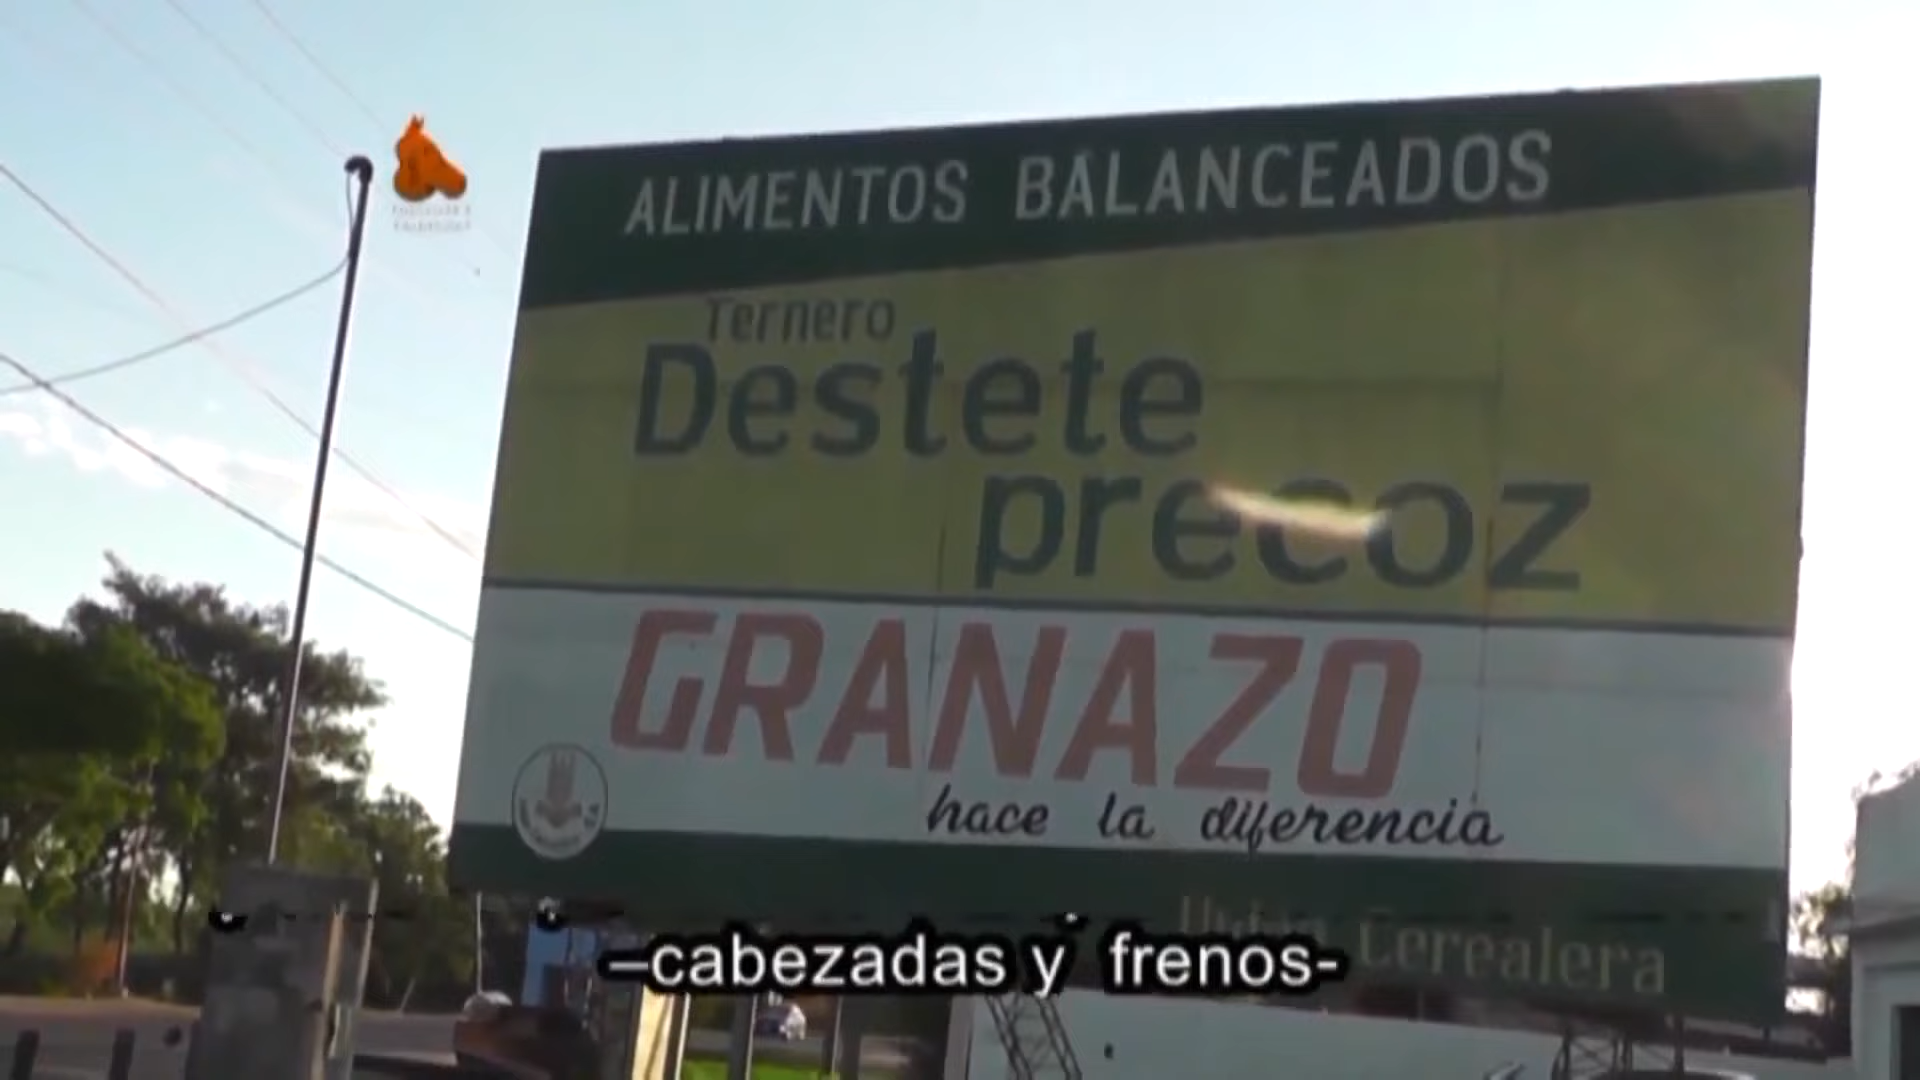 ALIMENTOS BALANCEADOS
Ternero
Destete
precoz
GRANAZO
hace la diferencia
Cerealera
–cabezadas y frenos-